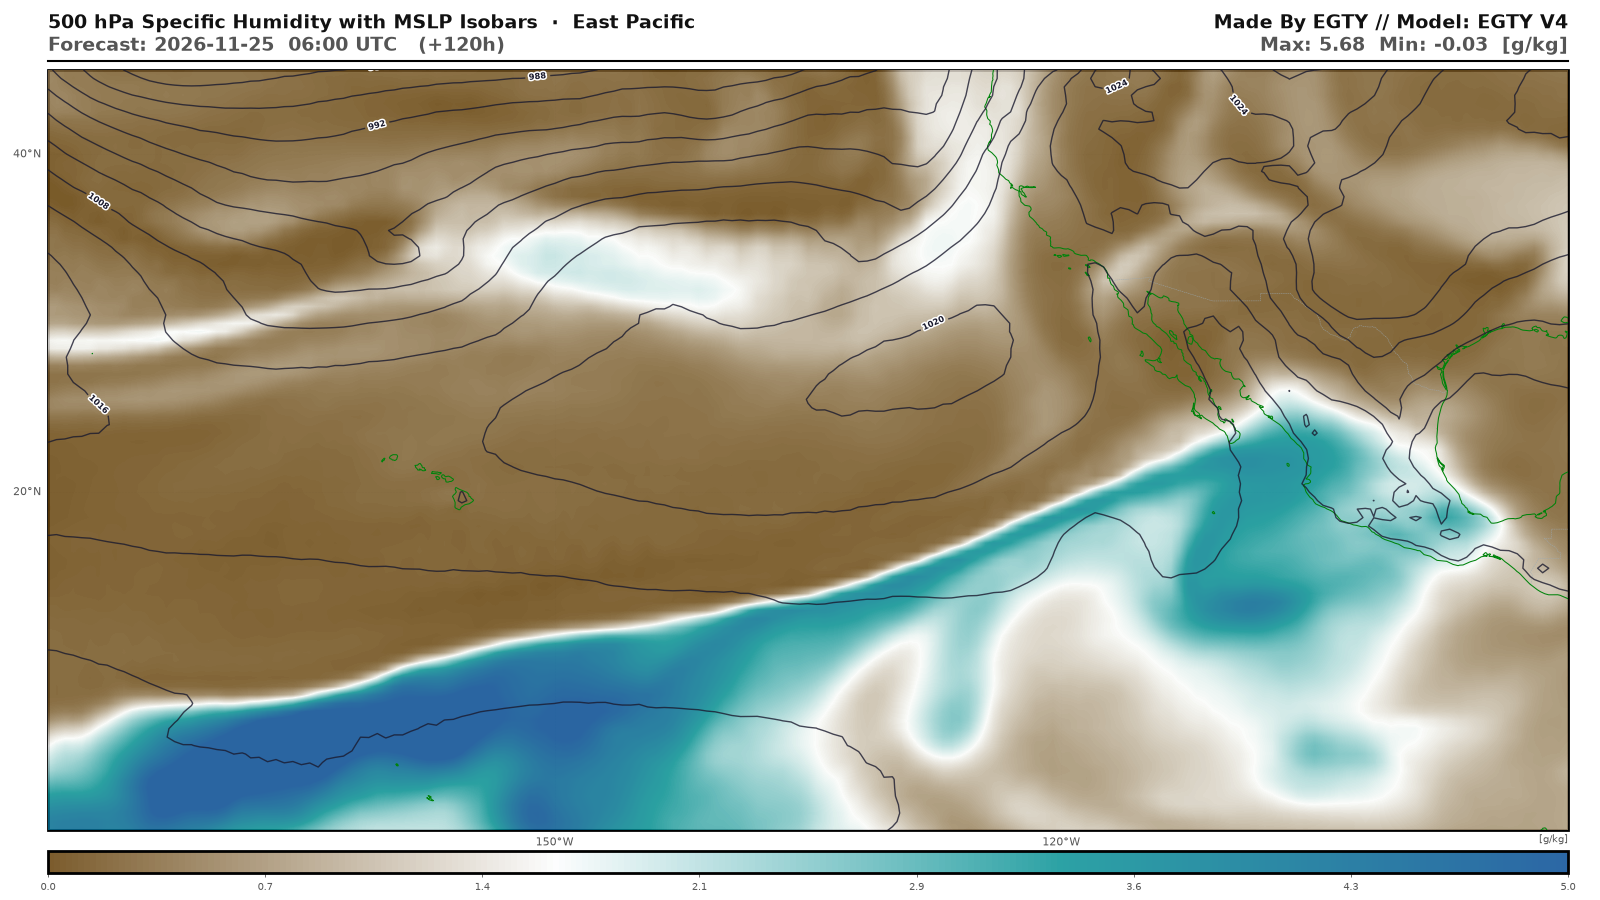 500 hPa Specific Humidity with MSLP Isobars · East Pacific
Made By EGTY // Model: EGTY V4
Forecast: 2026-11-25 06:00 UTC (+120h)
Max: 5.68 Min: -0.03 [g/kg]
988
1024
1024
992
40°N
1008
1020
1016
20°N
150°W
120°W
[g/kg]
0.0
0.7
1.4
2.1
2.9
3.6
4.3
5.0